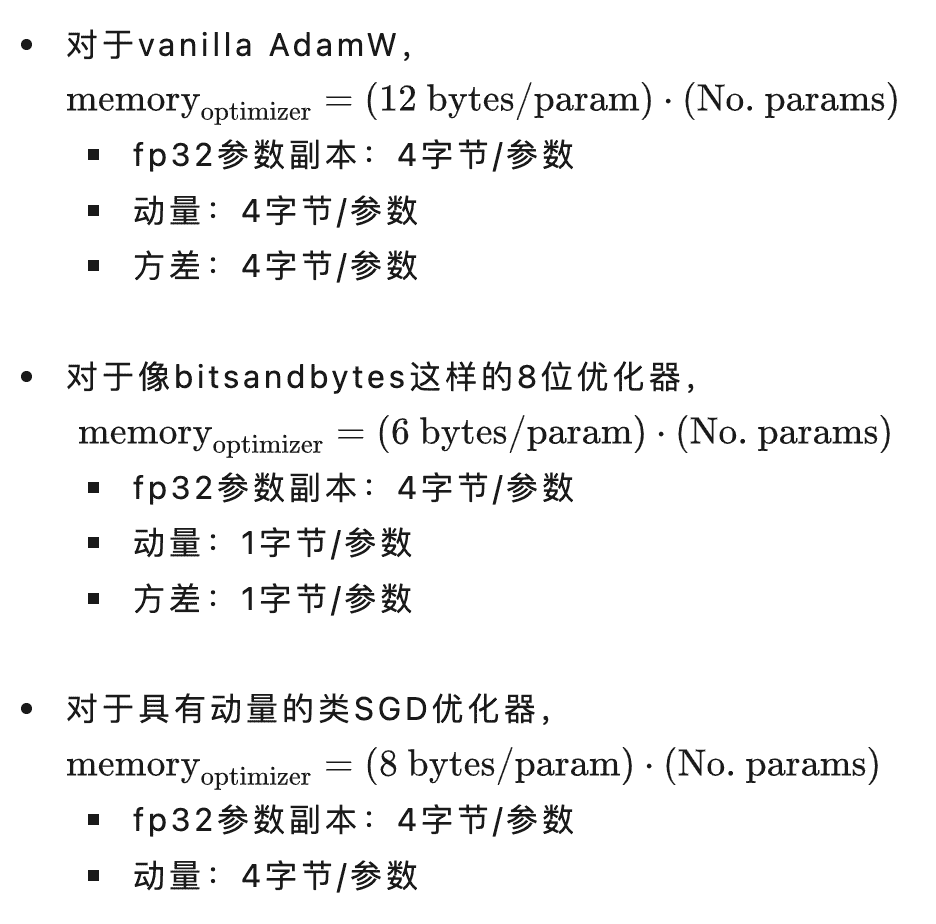 • 对于vanilla AdamW,
memory_optimizer = (12 bytes/param) · (No. params)
▪ fp32参数副本：4字节/参数
▪ 动量：4字节/参数
▪ 方差：4字节/参数
• 对于像bitsandbytes这样的8位优化器,
memory_optimizer = (6 bytes/param) · (No. params)
▪ fp32参数副本：4字节/参数
▪ 动量：1字节/参数
▪ 方差：1字节/参数
• 对于具有动量的类SGD优化器,
memory_optimizer = (8 bytes/param) · (No. params)
▪ fp32参数副本：4字节/参数
▪ 动量：4字节/参数